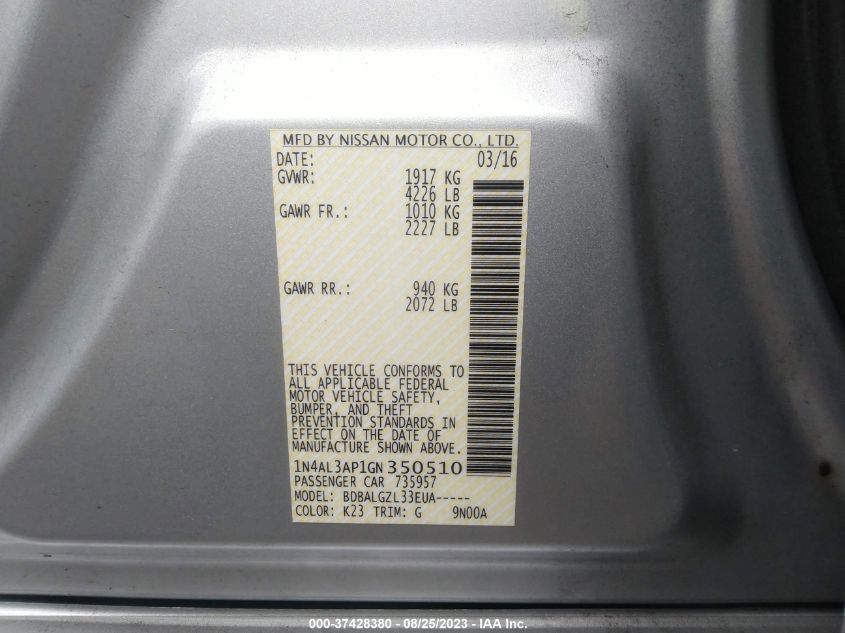 MFD BY NISSAN MOTOR CO., LTD.
DATE: 03/16
GVWR: 1917 KG
4226 LB
GAWR FR.: 1010 KG
2227 LB
GAWR RR.: 940 KG
2072 LB
THIS VEHICLE CONFORMS TO
ALL APPLICABLE FEDERAL
MOTOR VEHICLE SAFETY,
BUMPER, AND THEFT
PREVENTION STANDARDS IN
EFFECT ON THE DATE OF
MANUFACTURE SHOWN ABOVE.
1N4AL3AP1GN350510
PASSENGER CAR 735957
MODEL: BDBALGZL33EUA-----
COLOR: K23 TRIM: G 9N00A
000-37428380 - 08/25/2023 - IAA Inc.